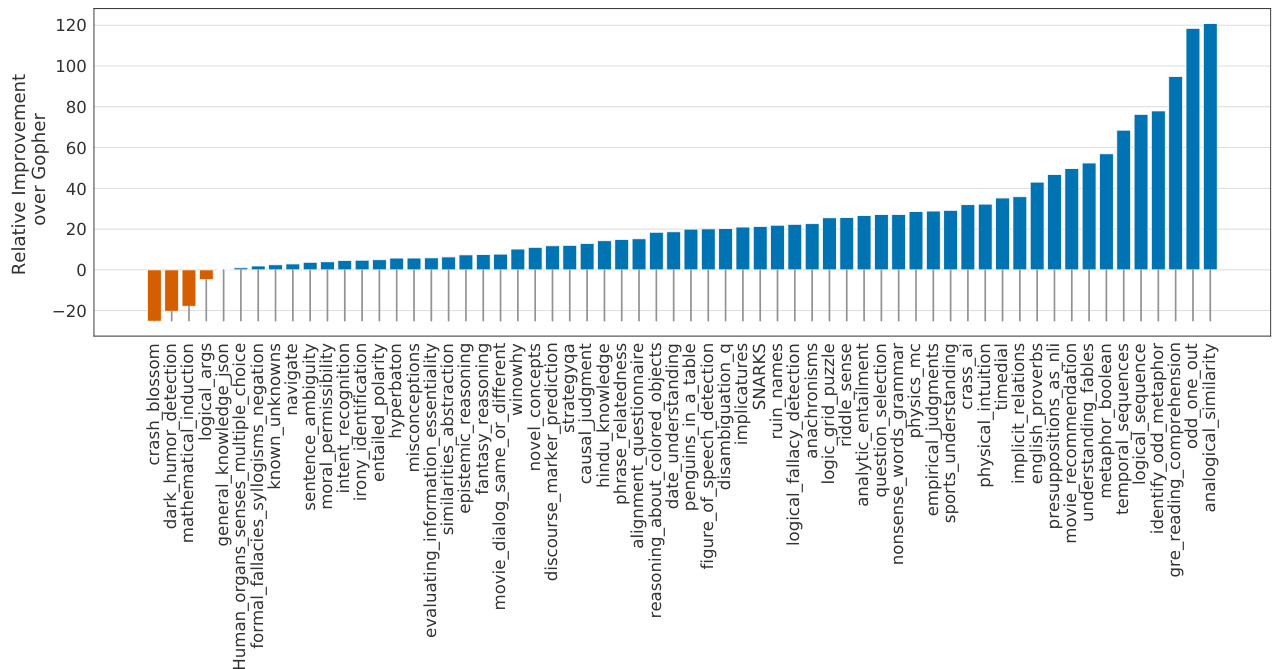 Relative Improvement
over Gopher
120
100
80
60
40
20
0
−20
crash_blossom
dark_humor_detection
mathematical_induction
logical_args
general_knowledge_json
Human_organs_senses_multiple_choice
formal_fallacies_syllogisms_negation
known_unknowns
navigate
sentence_ambiguity
moral_permissibility
intent_recognition
irony_identification
entailed_polarity
hyperbaton
misconceptions
evaluating_information_essentiality
similarities_abstraction
epistemic_reasoning
fantasy_reasoning
movie_dialog_same_or_different
winowhy
novel_concepts
discourse_marker_prediction
strategyqa
causal_judgment
hindu_knowledge
phrase_relatedness
alignment_questionnaire
reasoning_about_colored_objects
date_understanding
penguins_in_a_table
figure_of_speech_detection
disambiguation_q
implicatures
SNARKS
ruin_names
logical_fallacy_detection
anachronisms
logic_grid_puzzle
riddle_sense
analytic_entailment
question_selection
nonsense_words_grammar
physics_mc
empirical_judgments
sports_understanding
crass_ai
physical_intuition
timedial
implicit_relations
english_proverbs
presuppositions_as_nli
movie_recommendation
understanding_fables
metaphor_boolean
temporal_sequences
logical_sequence
identify_odd_metaphor
gre_reading_comprehension
odd_one_out
analogical_similarity